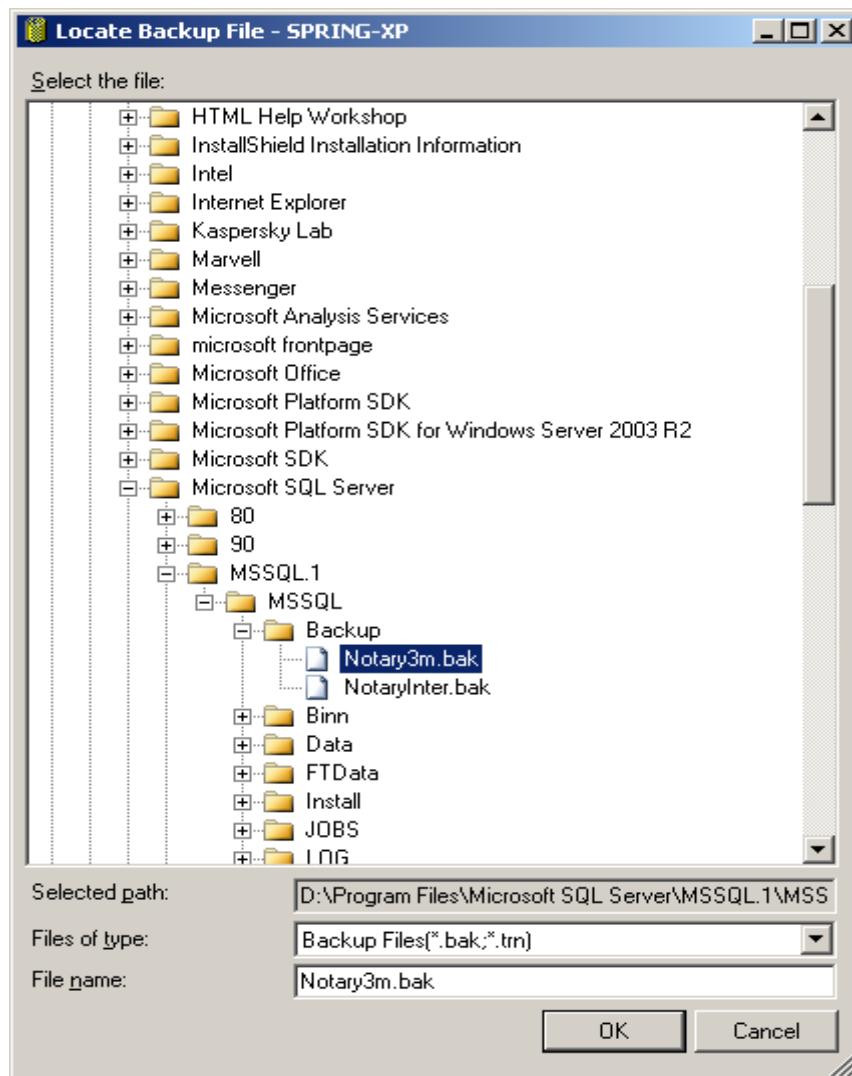 Locate Backup File - SPRING-XP
Select the file:
HTML Help Workshop
InstallShield Installation Information
Intel
Internet Explorer
Kaspersky Lab
Marvell
Messenger
Microsoft Analysis Services
microsoft frontpage
Microsoft Office
Microsoft Platform SDK
Microsoft Platform SDK for Windows Server 2003 R2
Microsoft SDK
Microsoft SQL Server
80
90
MSSQL.1
MSSQL
Backup
Notary3m.bak
NotaryInter.bak
Binn
Data
FTData
Install
JOBS
LOG
Selected path:
D:\Program Files\Microsoft SQL Server\MSSQL.1\MSS
Files of type:
Backup Files(*.bak;*.trn)
File name:
Notary3m.bak
OK
Cancel